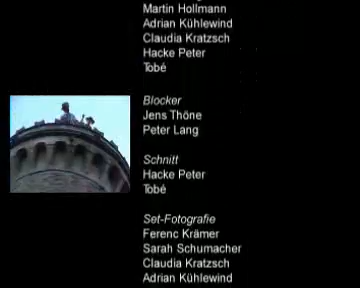 Martin Hollmann
Adrian Kühlewind
Claudia Kratzsch
Hacke Peter
Tobé
Blocker
Jens Thöne
Peter Lang
Schnitt
Hacke Peter
Tobé
Set-Fotografie
Ferenc Krämer
Sarah Schumacher
Claudia Kratzsch
Adrian Kühlewind